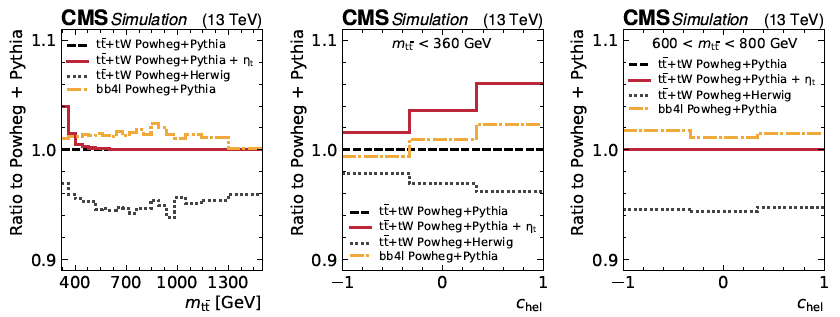 CMS Simulation (13 TeV)
Ratio to Powheg + Pythia
1.1
1.0
0.9
tt̅+tW Powheg+Pythia
tt̅+tW Powheg+Pythia + ηt
tt̅+tW Powheg+Herwig
bb4l Powheg+Pythia
400 700 1000 1300
mtt̅ [GeV]
CMS Simulation (13 TeV)
Ratio to Powheg + Pythia
1.1
1.0
0.9
mtt̅ < 360 GeV
tt̅+tW Powheg+Pythia
tt̅+tW Powheg+Pythia + ηt
tt̅+tW Powheg+Herwig
bb4l Powheg+Pythia
−1 0 1
chel
CMS Simulation (13 TeV)
Ratio to Powheg + Pythia
1.1
1.0
0.9
600 < mtt̅ < 800 GeV
tt̅+tW Powheg+Pythia
tt̅+tW Powheg+Pythia + ηt
tt̅+tW Powheg+Herwig
bb4l Powheg+Pythia
−1 0 1
chel